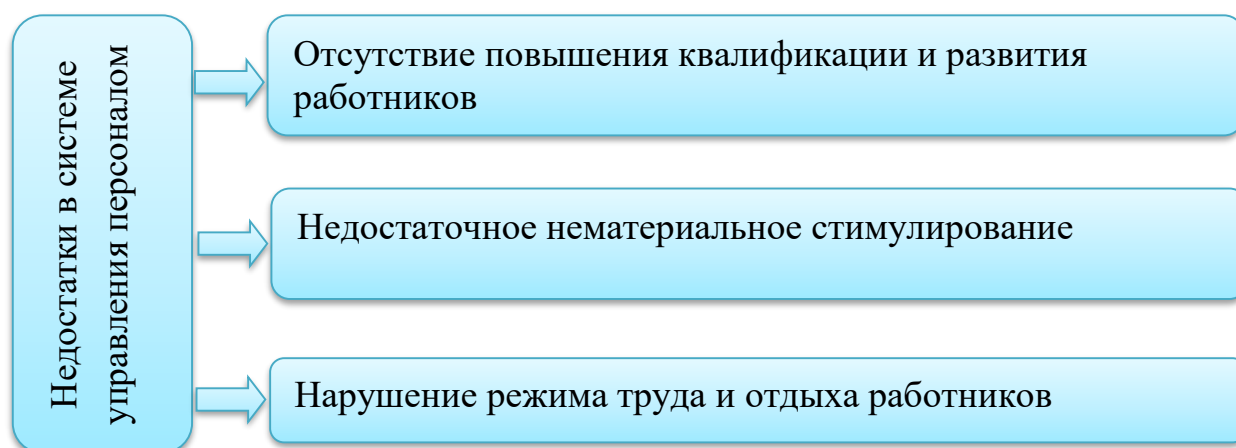 Недостатки в системе
управления персоналом
Отсутствие повышения квалификации и развития
работников
Недостаточное нематериальное стимулирование
Нарушение режима труда и отдыха работников